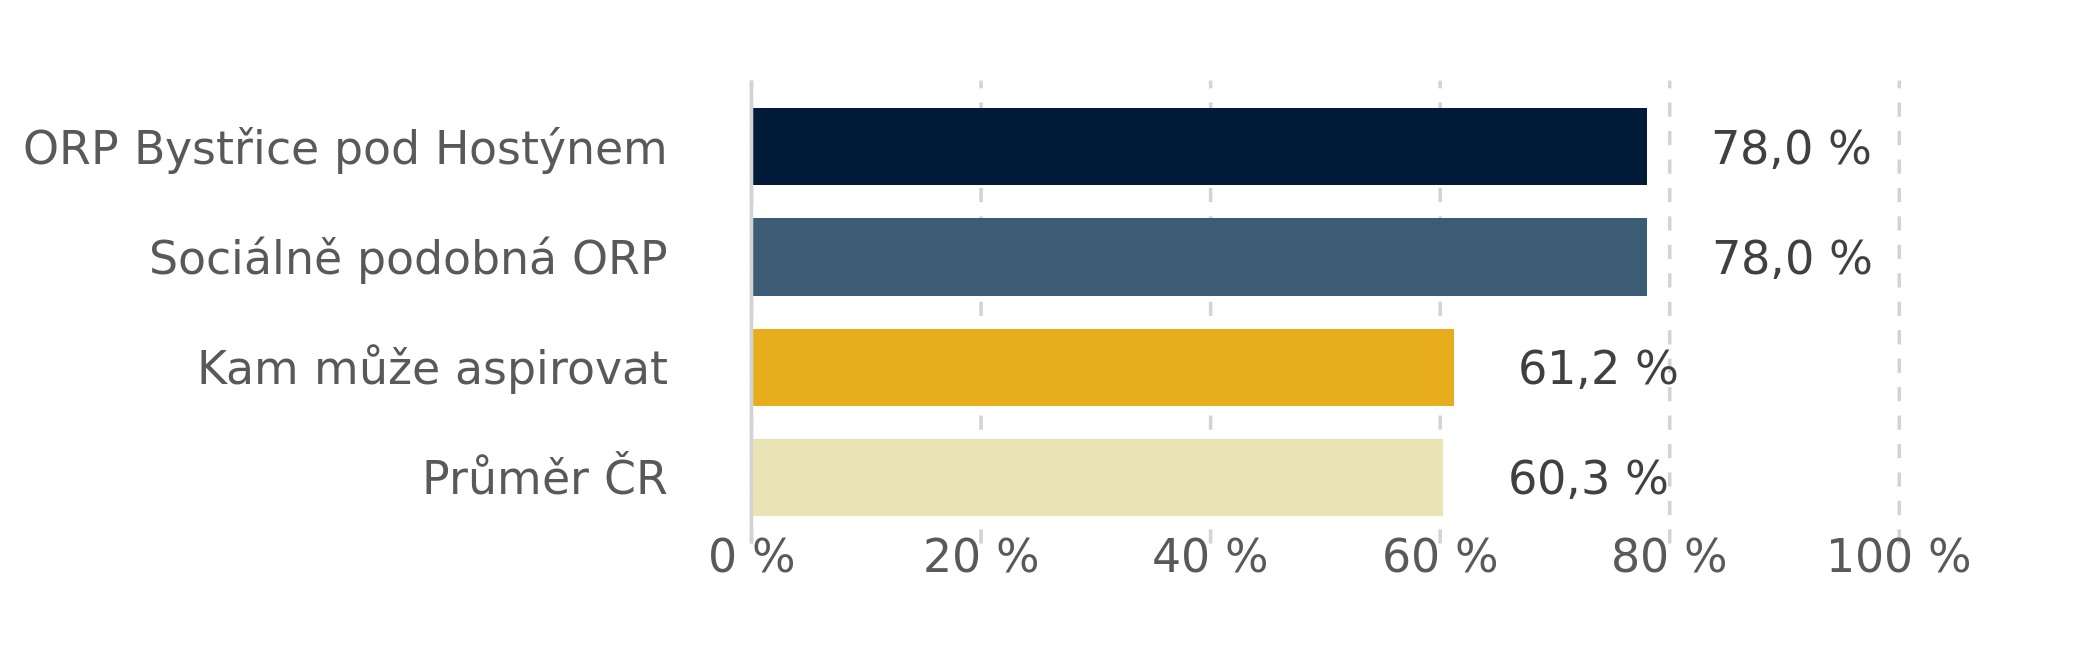 ORP Bystřice pod Hostýnem 78,0 %
Sociálně podobná ORP 78,0 %
Kam může aspirovat 61,2 %
Průměr ČR 60,3 %
0 % 20 % 40 % 60 % 80 % 100 %